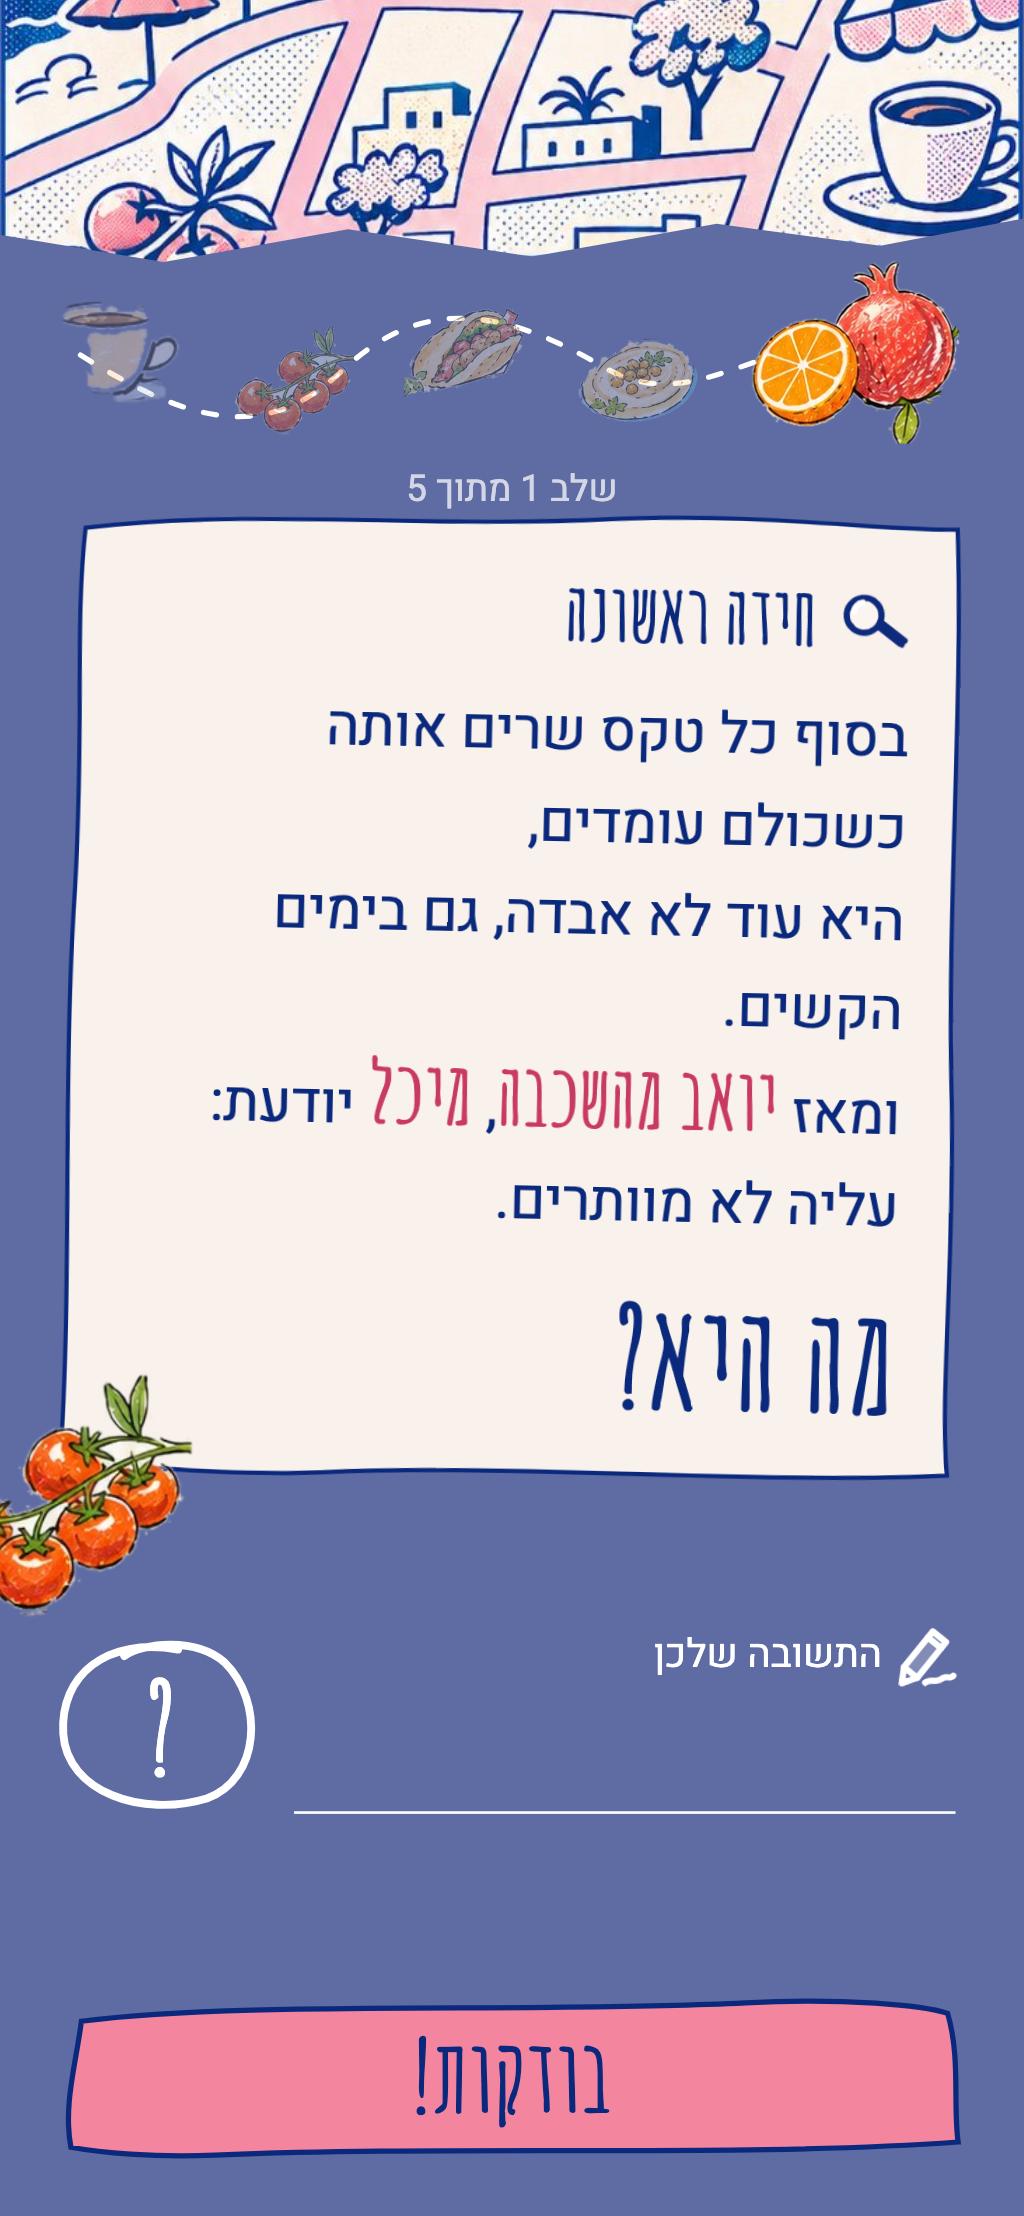 שלב 1 מתוך 5
חידה ראשונה
בסוף כל טקס שרים אותה
כשכולם עומדים,
היא עוד לא אבדה, גם בימים
הקשים.
ומאז יואב מהשכבה, מיכל יודעת:
עליה לא מוותרים.
מה היא?
התשובה שלכן
?
בודקות!